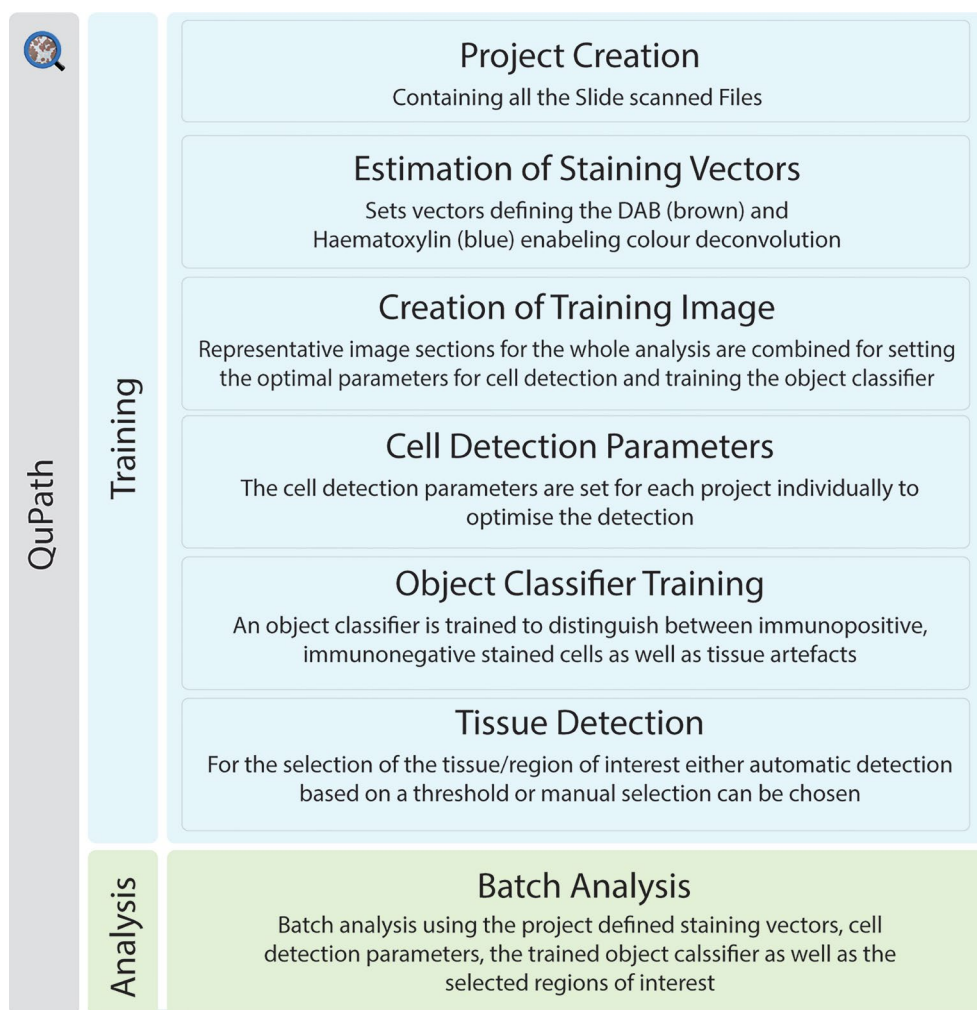 QuPath
Training
Project Creation
Containing all the Slide scanned Files
Estimation of Staining Vectors
Sets vectors defining the DAB (brown) and
Haematoxylin (blue) enabeling colour deconvolution
Creation of Training Image
Representative image sections for the whole analysis are combined for setting
the optimal parameters for cell detection and training the object classifier
Cell Detection Parameters
The cell detection parameters are set for each project individually to
optimise the detection
Object Classifier Training
An object classifier is trained to distinguish between immunopositive,
immunonegative stained cells as well as tissue artefacts
Tissue Detection
For the selection of the tissue/region of interest either automatic detection
based on a threshold or manual selection can be chosen
Analysis
Batch Analysis
Batch analysis using the project defined staining vectors, cell
detection parameters, the trained object calssifier as well as the
selected regions of interest